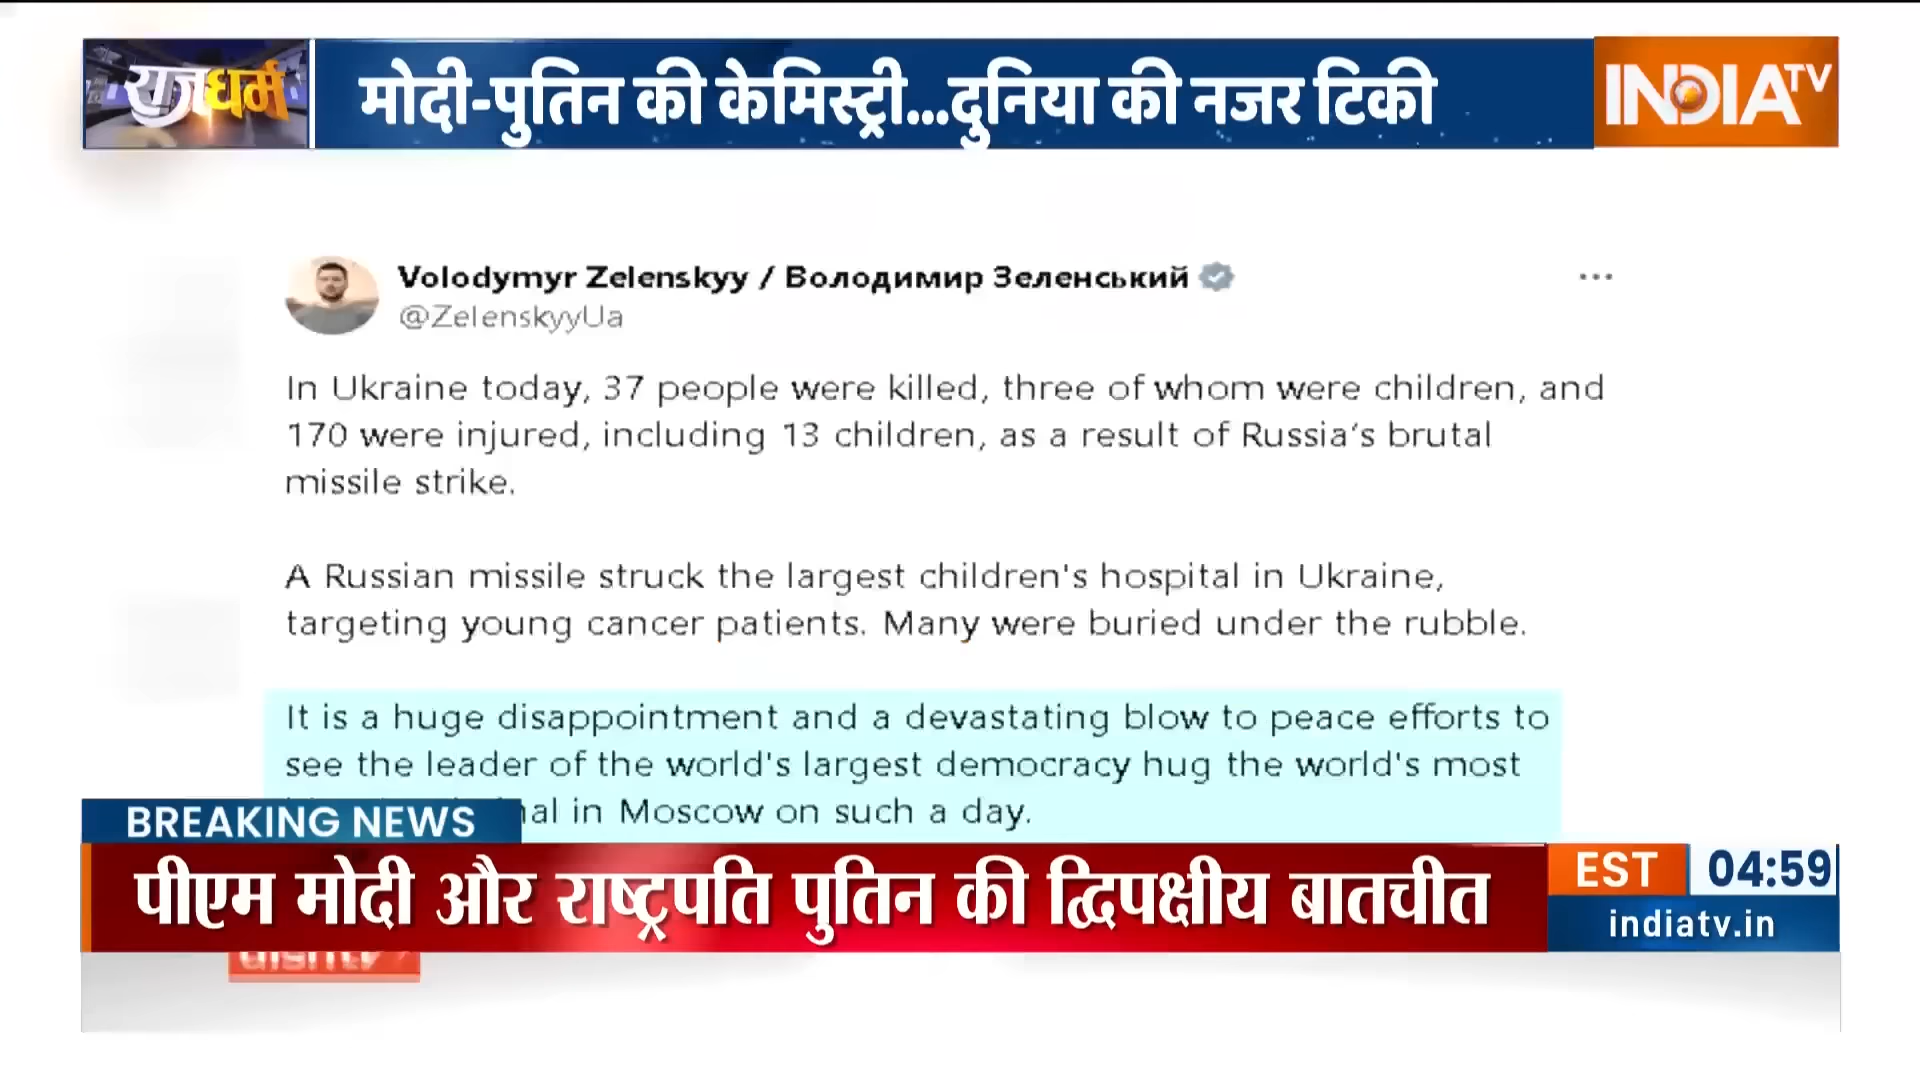 राजधर्म
मोदी-पुतिन की केमिस्ट्री...दुनिया की नजर टिकी
INDIA TV
Volodymyr Zelenskyy / Володимир Зеленський
@ZelenskyyUa
In Ukraine today, 37 people were killed, three of whom were children, and
170 were injured, including 13 children, as a result of Russia’s brutal
missile strike.
A Russian missile struck the largest children's hospital in Ukraine,
targeting young cancer patients. Many were buried under the rubble.
It is a huge disappointment and a devastating blow to peace efforts to
see the leader of the world's largest democracy hug the world's most
in Moscow on such a day.
BREAKING NEWS
पीएम मोदी और राष्ट्रपति पुतिन की द्विपक्षीय बातचीत
EST 04:59
indiatv.in